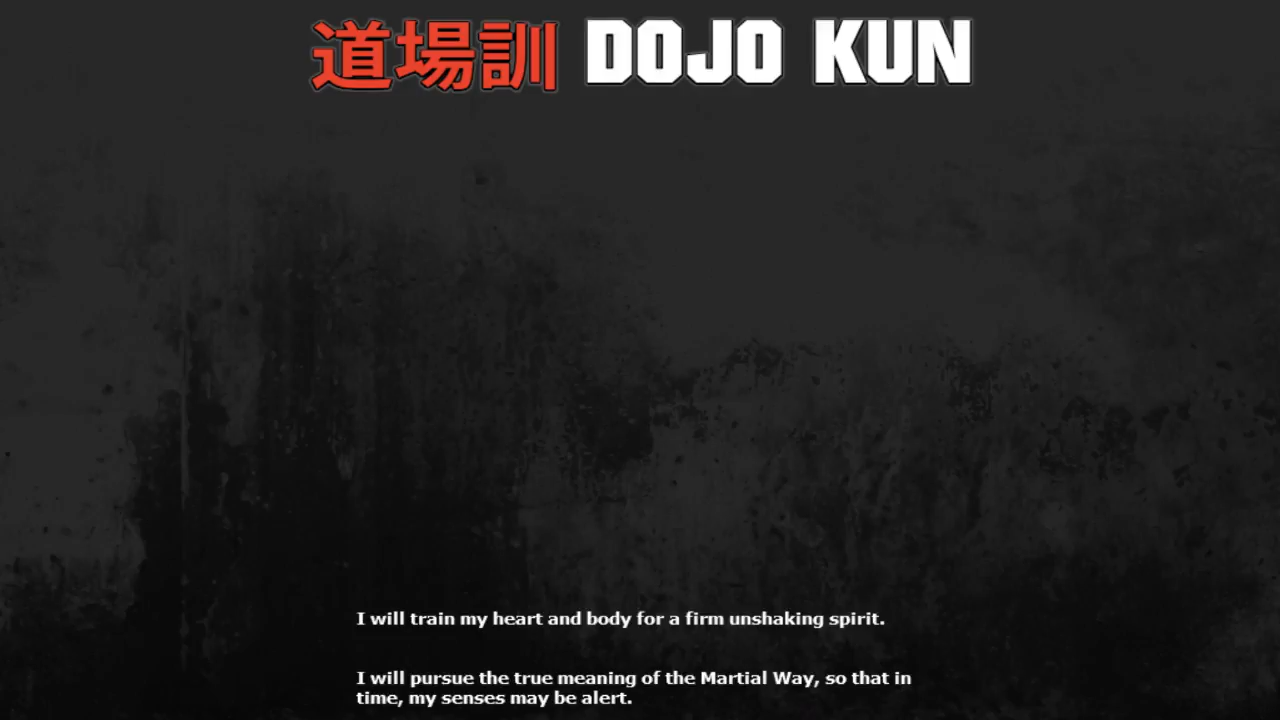 道場訓 DOJO KUN
I will train my heart and body for a firm unshaking spirit.
I will pursue the true meaning of the Martial Way, so that in
time, my senses may be alert.